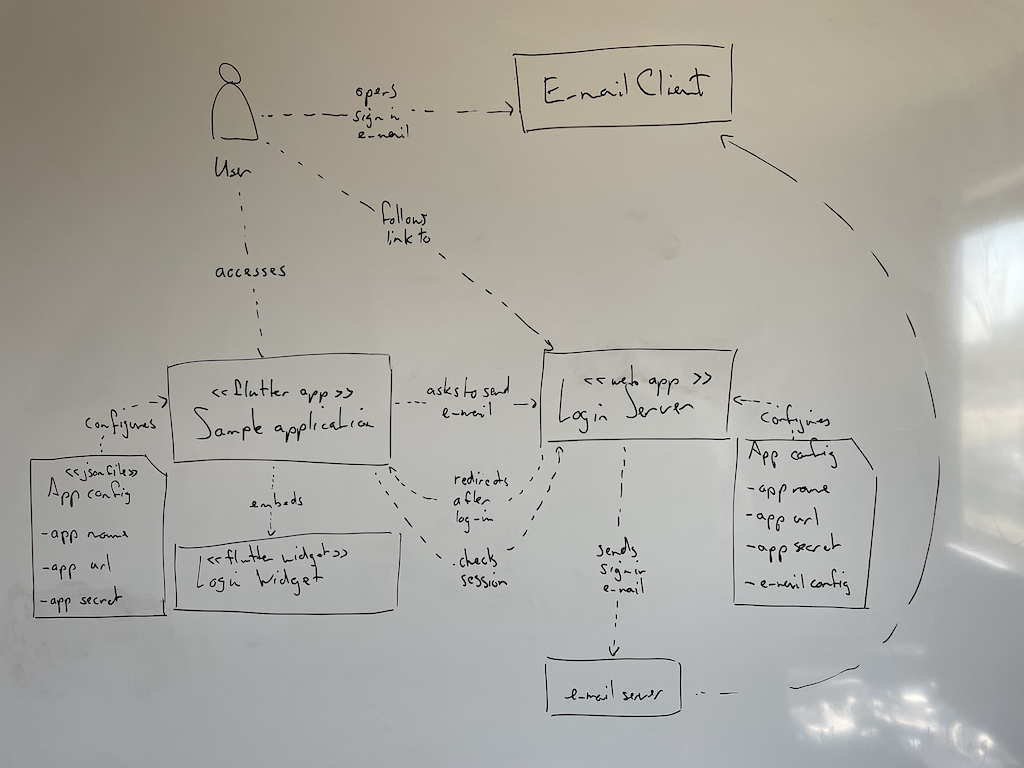 E-mail Client
opens
sign in
e-mail
User
follows
link to
accesses
<<flutter app>>
Sample application
asks to send
e-mail
<<web app>>
Login Server
configures
<<json file>>
App config
-app name
-app url
-app secret
embeds
<<flutter widget>>
Login Widget
redirects
after
log-in
check
session
sends
sign-in
e-mail
configures
App config
-app name
-app url
-app secret
-e-mail config
e-mail server